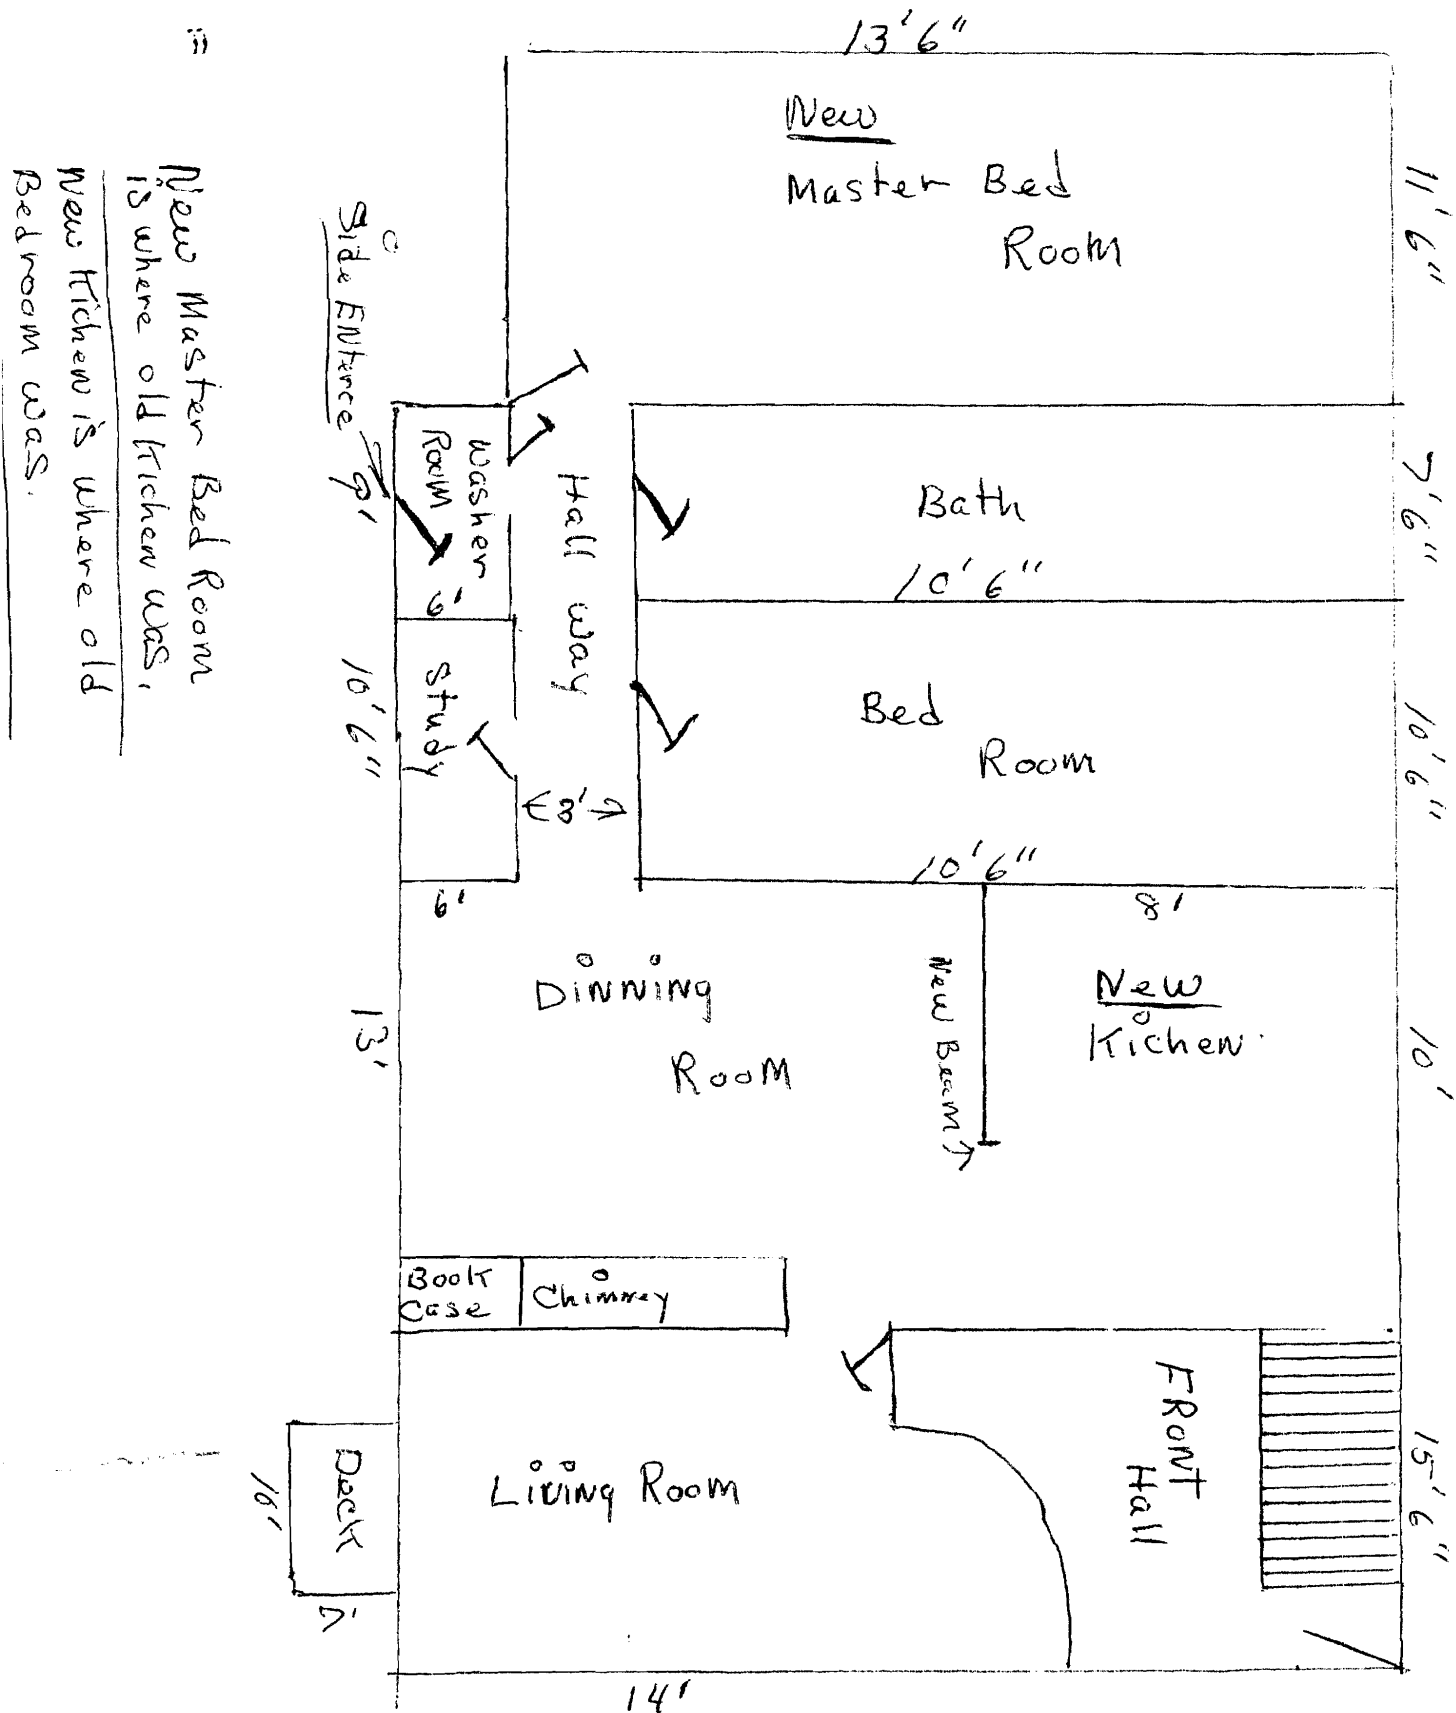 13'6"
New
Master Bed
Room
11'6"
Side ENterce
New Master Bed Room
is where old Kichen was.
New Kichen is where old
Bedroom was.
Washer
Room
9'
6'
Hall way
Bath
10'6"
7'6"
Study
10'6"
6'
3'
Bed
Room
10'6"
10'6"
8'
DiNNiNg
RooM
13'
New Beam
New
Kichen
10'
Book
Case
Chimney
FRONT
Hall
15'6"
LiviNg Room
Deck
14'